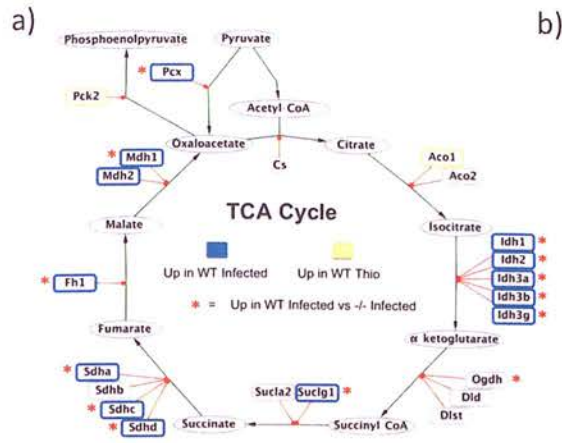 a)
b)
Phosphoenolpyruvate
Pyruvate
* Pcx
Pck2
Acetyl CoA
Oxaloacetate
Citrate
Cs
* Mdh1
Mdh2
Aco1
Aco2
Malate
TCA Cycle
Isocitrate
Up in WT Infected
Up in WT Thio
Idh1 *
Idh2 *
Idh3a *
Idh3b *
Idh3g *
* Fh1
* = Up in WT Infected vs -/- Infected
Fumarate
α ketoglutarate
* Sdha
Sdhb
* Sdhc
* Sdhd
Sucla2
Suclg1 *
Ogdh *
Dld
Dlst
Succinate
Succinyl CoA